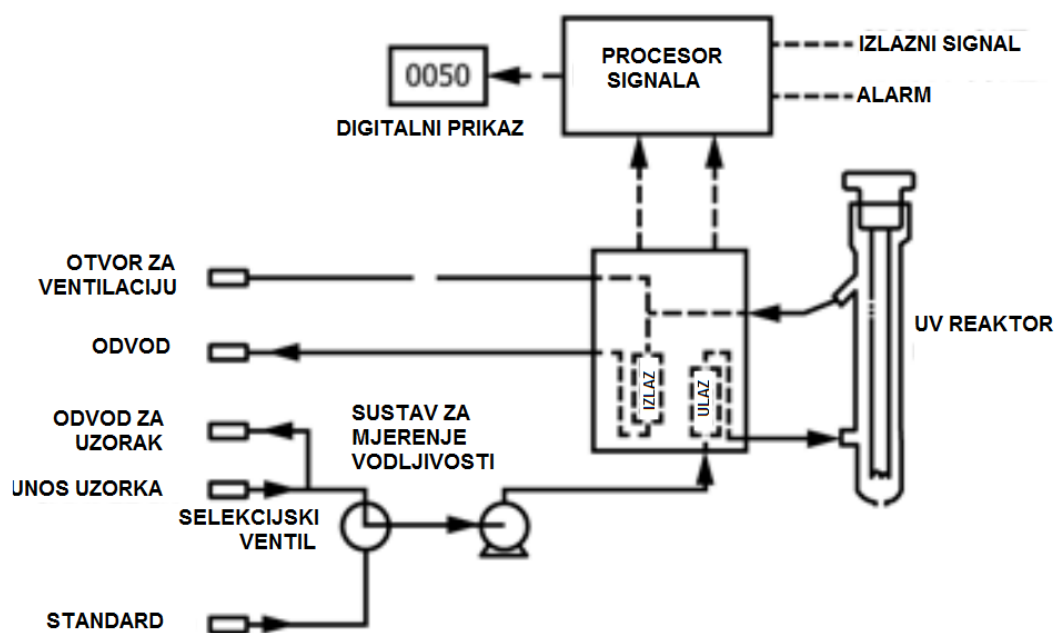 PROCESOR
SIGNALA
IZLAZNI SIGNAL
ALARM
0050
DIGITALNI PRIKAZ
OTVOR ZA
VENTILACIJU
UV REAKTOR
ODVOD
IZLAZ
ULAZ
ODVOD ZA
UZORAK
SUSTAV ZA
MJERENJE
VODLJIVOSTI
UNOS UZORKA
SELEKCIJSKI
VENTIL
STANDARD